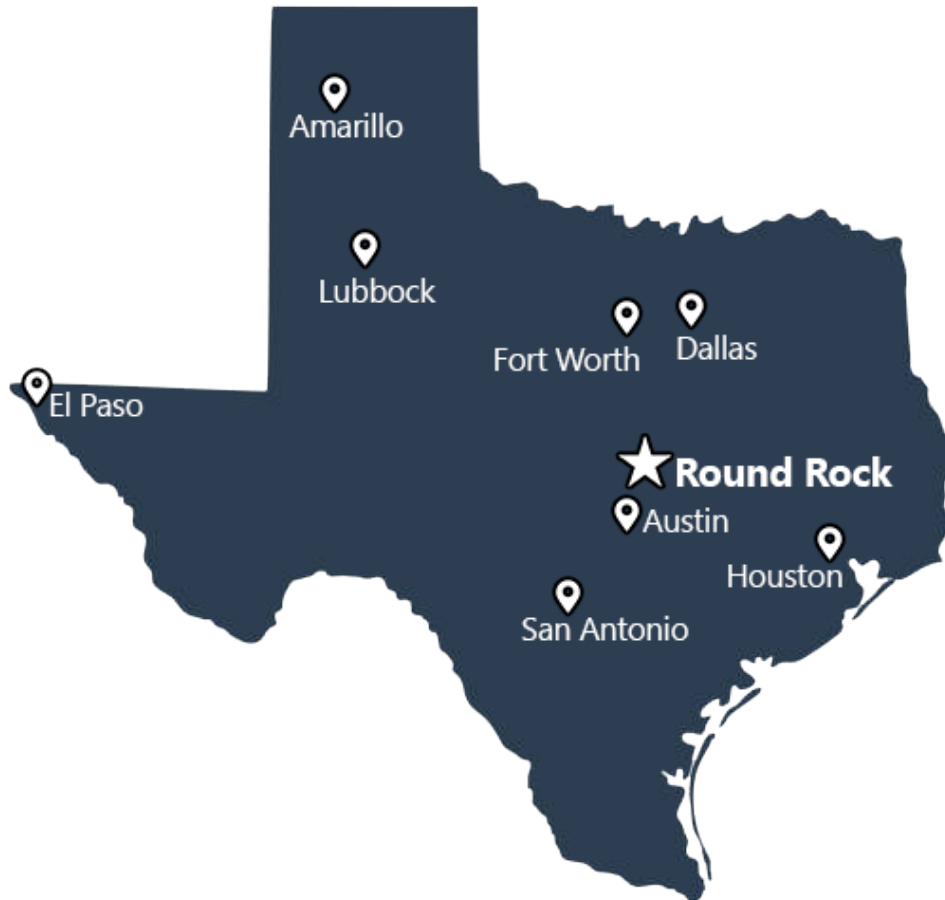 Amarillo
Lubbock
Dallas
Fort Worth
El Paso
Round Rock
Austin
Houston
San Antonio